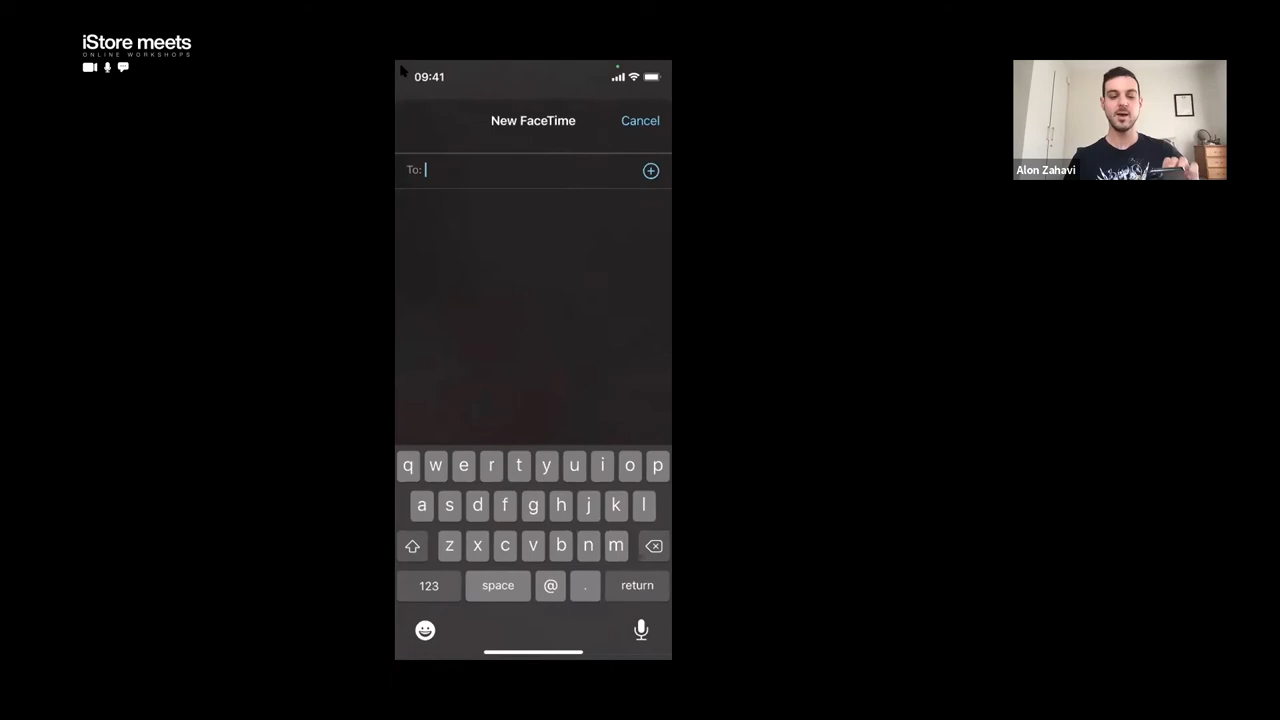 iStore meets
ONLINE WORKSHOPS
09:41
New FaceTime
Cancel
To:
Alon Zahavi
q w e r t y u i o p
a s d f g h j k l
z x c v b n m
123 space @ . return